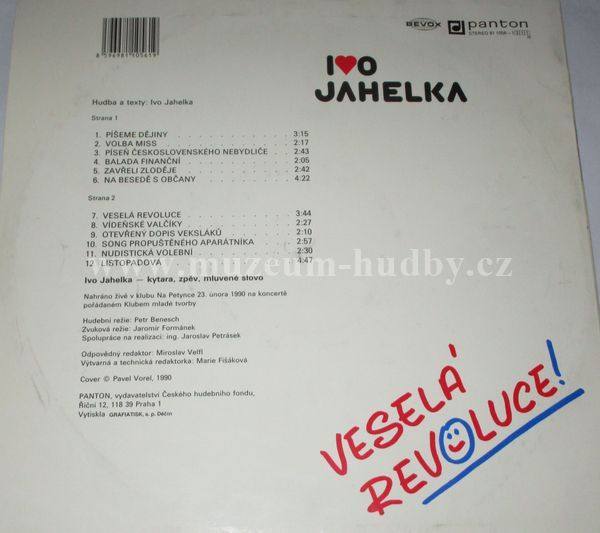 BEVOX panton
STEREO 81
8 596981 105619
IVO
JAHELKA
Hudba a texty: Ivo Jahelka
Strana 1
1. PÍŠEME DĚJINY . . . . . . . . . . . . 3:15
2. VOLBA MISS . . . . . . . . . . . . 2:17
3. PÍSEŇ ČESKOSLOVENSKÉHO NEBYDLIČE . 2:43
4. BALADA FINANČNÍ . . . . . . . . . . 2:05
5. ZAVŘELI ZLODĚJE . . . . . . . . . . 2:42
6. NA BESEDĚ S OBČANY . . . . . . . . 4:22
Strana 2
7. VESELÁ REVOLUCE . . . . . . . . . . 3:44
8. VÍDEŇSKÉ VALČÍKY . . . . . . . . . . 2:27
9. OTEVŘENÝ DOPIS VEKSLÁKŮ . . . . . . 2:10
10. SONG PROPUŠTĚNÉHO APARÁTNÍKA . . . 2:57
11. NUDISTICKÁ VOLEBNÍ . . . . . . . . . 2:30
12. LISTOPADOVÁ . . . . . . . . . . . . 4:47
www.muzeum-hudby.cz
Ivo Jahelka — kytara, zpěv, mluvené slovo
Nahráno živě v klubu Na Petynce 23. února 1990 na koncertě
pořádaném Klubem mladé tvorby
Hudební režie: Petr Benesch
Zvuková režie: Jaromír Formánek
Spolupráce na realizaci: ing. Jaroslav Petrásek
Odpovědný redaktor: Miroslav Velfl
Výtvarná a technická redaktorka: Marie Fišáková
Cover © Pavel Vorel, 1990
PANTON, vydavatelství Českého hudebního fondu,
Říční 12, 118 39 Praha 1
Vytiskla GRAFIATISK, s. p. Děčín
VESELÁ
REVOLUCE!